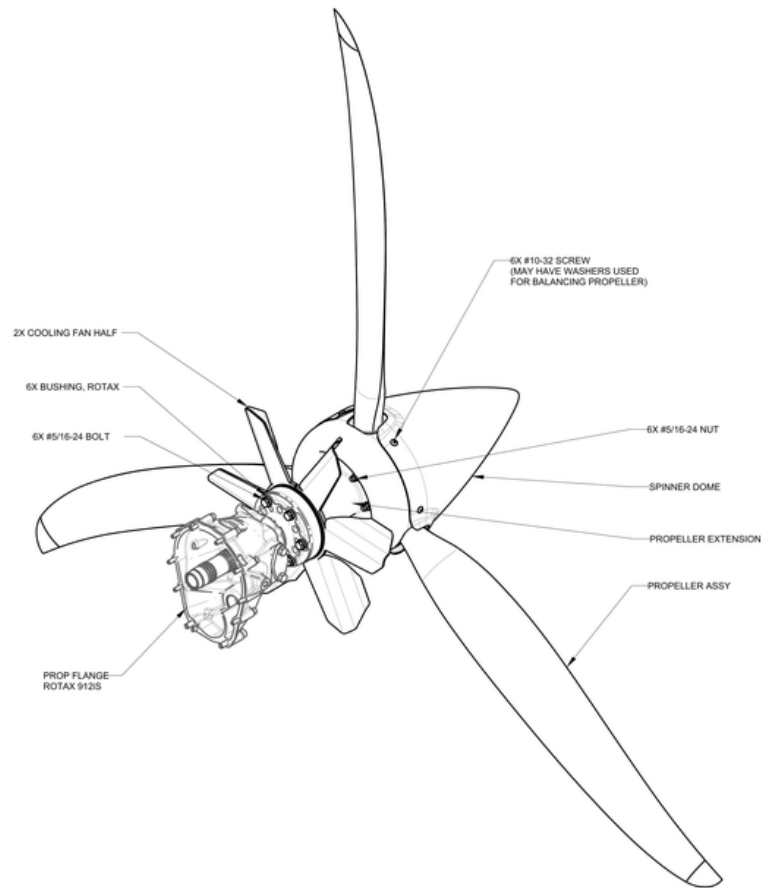 6X #10-32 SCREW
(MAY HAVE WASHERS USED
FOR BALANCING PROPELLER)
2X COOLING FAN HALF
6X BUSHING, ROTAX
6X #5/16-24 BOLT
6X #5/16-24 NUT
SPINNER DOME
PROPELLER EXTENSION
PROPELLER ASSY
PROP FLANGE
ROTAX 912iS